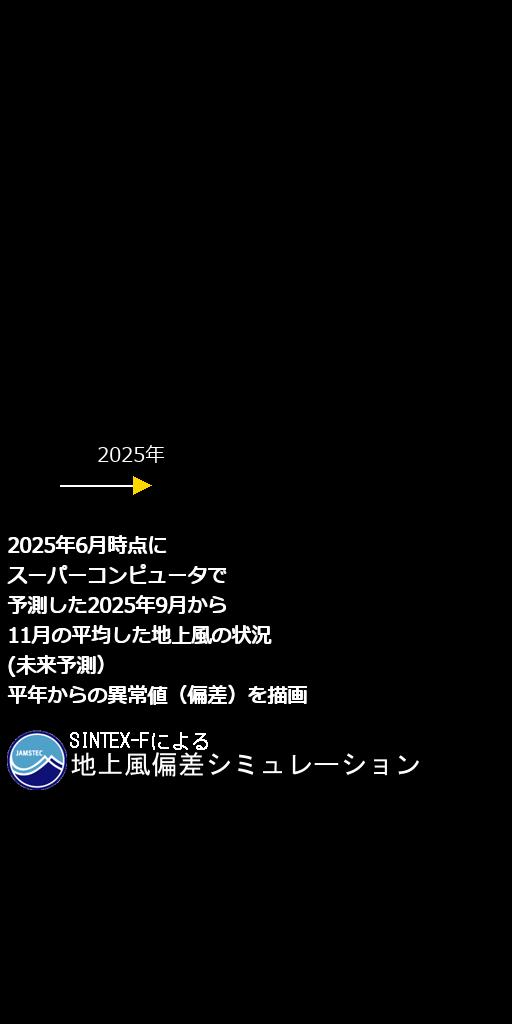 2025年
2025年6月時点に
スーパーコンピュータで
予測した2025年9月から
11月の平均した地上風の状況
(未来予測）
平年からの異常値（偏差）を描画
SINTEX-Fによる
JAMSTEC
地上風偏差シミュレーション